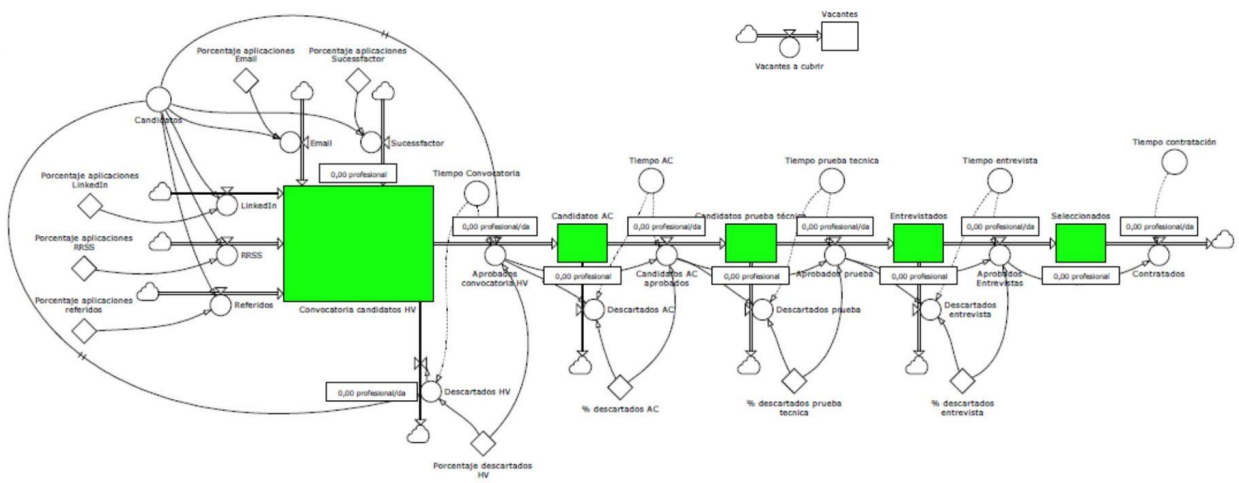 Vacantes
Vacantes a cubrir
Porcentaje aplicaciones
Email
Porcentaje aplicaciones
Sucessfactor
Candidatos
Email
Sucessfactor
0,00 profesional
Porcentaje aplicaciones
LinkedIn
LinkedIn
Porcentaje aplicaciones
RRSS
RRSS
Porcentaje aplicaciones
referidos
Referidos
Convocatoria candidatos HV
Tiempo Convocatoria
0,00 profesional/da
Aprobados
convocatoria HV
0,00 profesional/da
Descartados HV
Porcentaje descartados
HV
Tiempo AC
Candidatos AC
0,00 profesional/da
0,00 profesional
Candidatos AC
aprobados
Descartados AC
% descartados AC
Tiempo prueba tecnica
Candidatos prueba técnica
0,00 profesional/da
0,00 profesional
Aprobados prueba
Descartados prueba
% descartados prueba
tecnica
Tiempo entrevista
Entrevistados
0,00 profesional/da
0,00 profesional
Aprobados
Entrevistas
Descartados
entrevista
% descartados
entrevista
Tiempo contratación
Seleccionados
0,00 profesional/da
0,00 profesional
Contratados